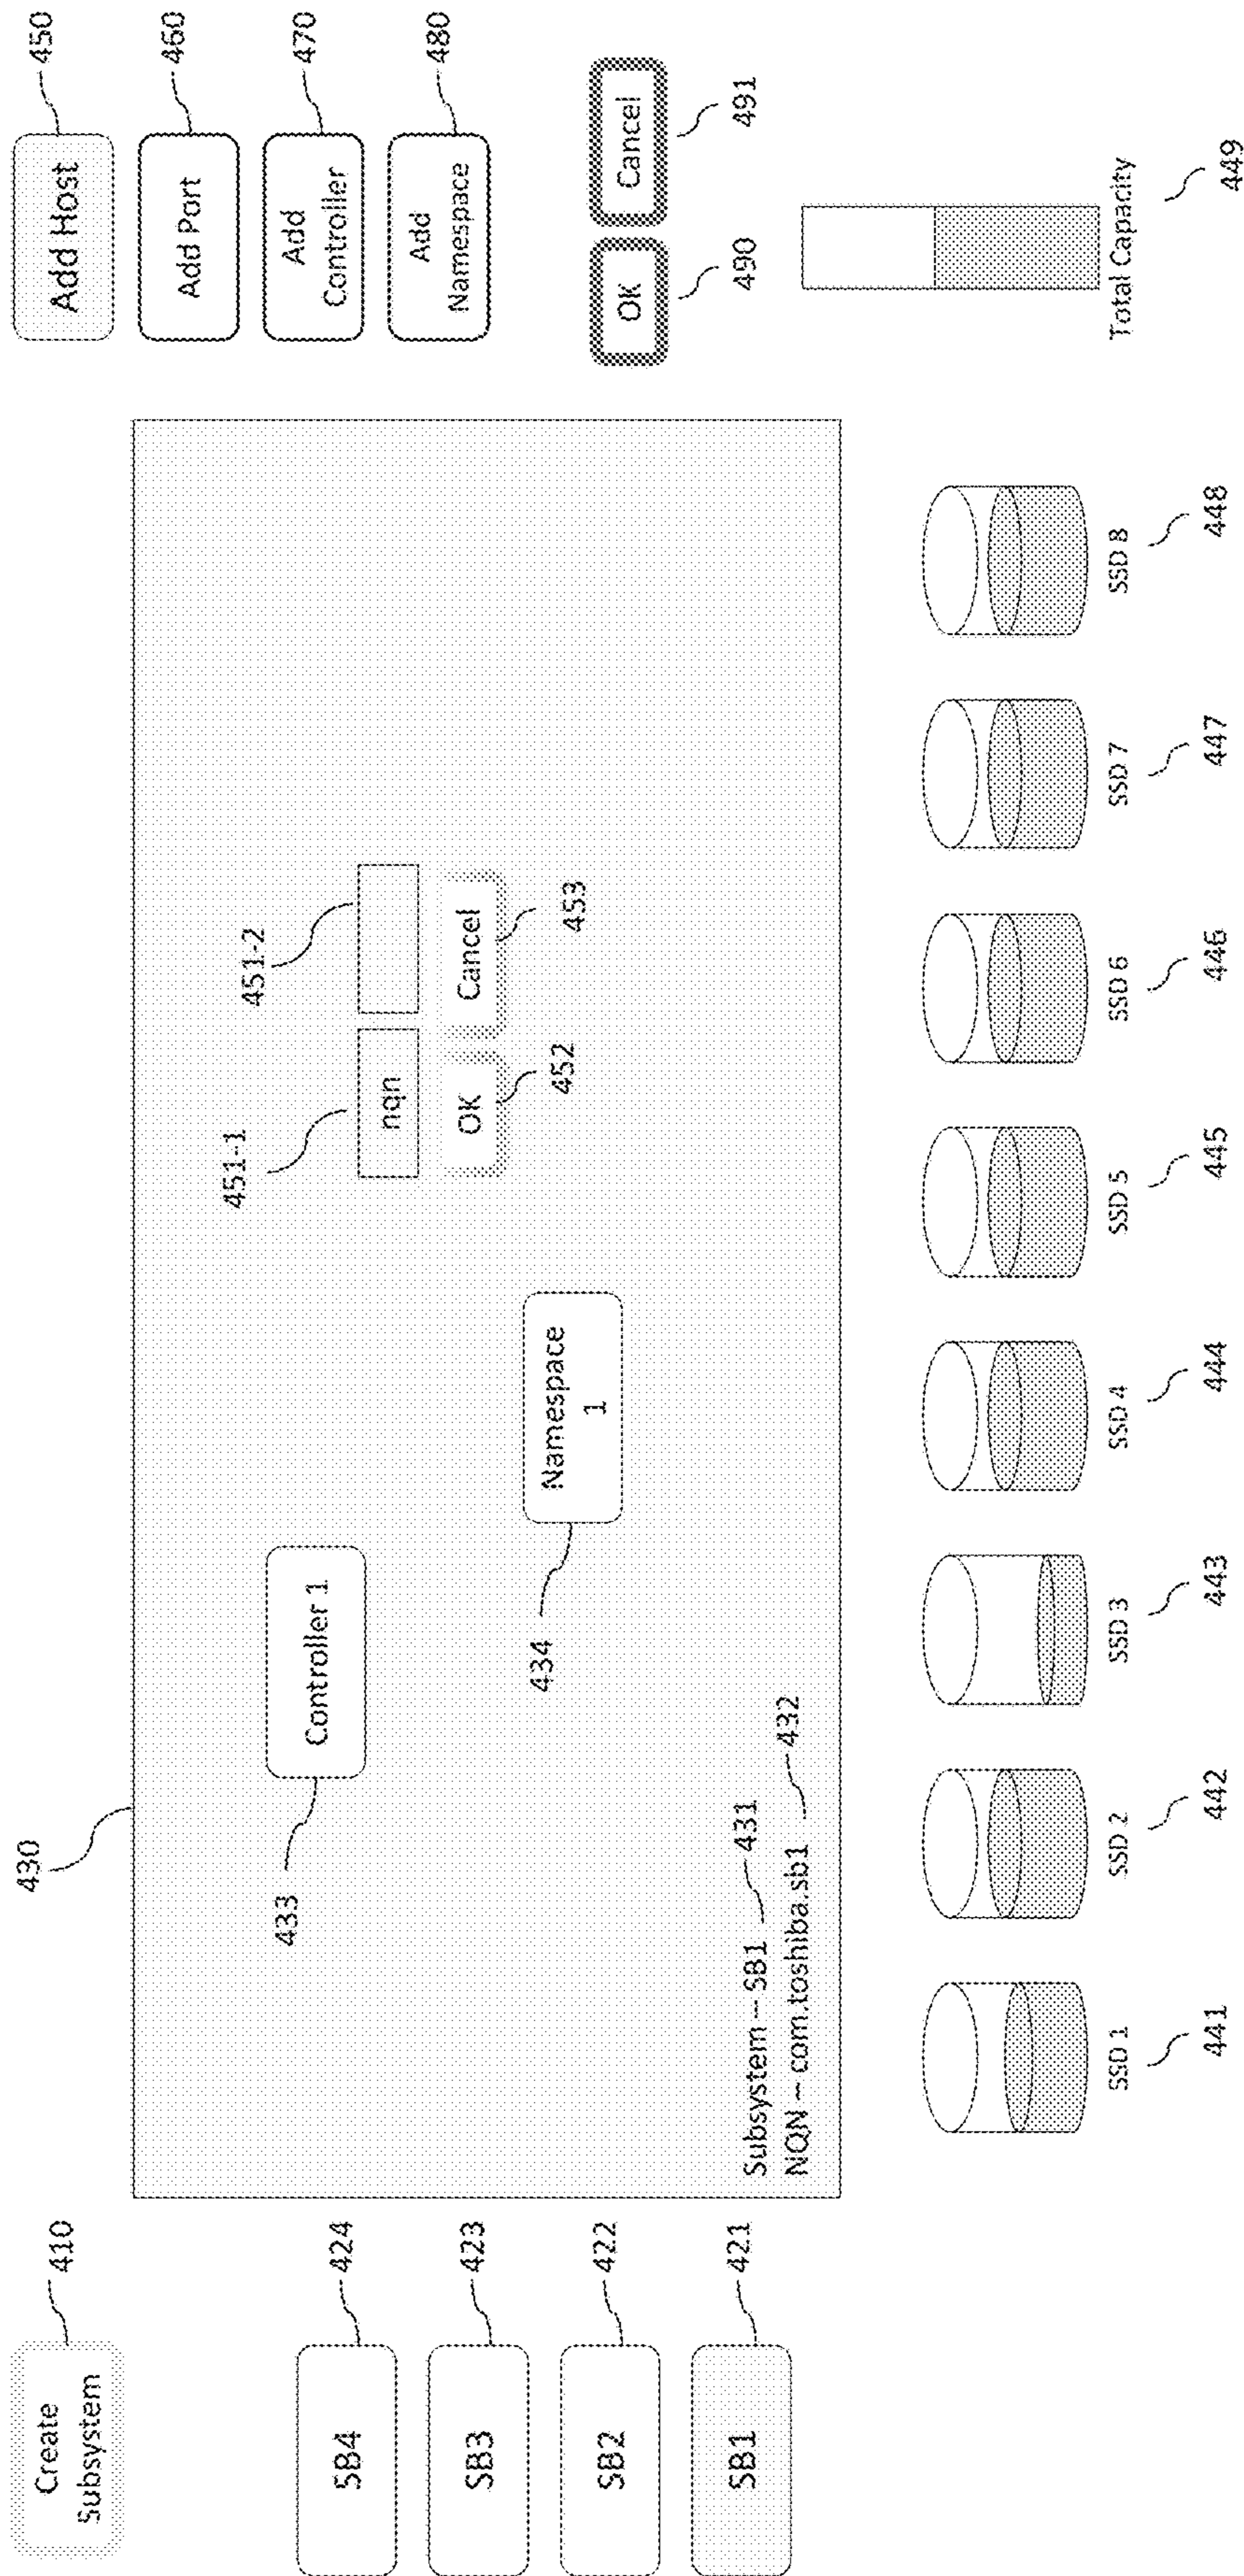 Create
Subsystem
410
SB4
424
SB3
423
SB2
422
SB1
421
430
Controller 1
433
Namespace
1
434
451-1
451-2
nqn
OK
Cancel
452
453
Subsystem – SB1
431
NQN – com.toshiba.sb1
432
Add Host
450
Add Port
460
Add
Controller
470
Add
Namespace
480
OK
Cancel
490
491
Total Capacity
449
SSD 1
SSD 2
SSD 3
SSD 4
SSD 5
SSD 6
SSD 7
SSD 8
441
442
443
444
445
446
447
448